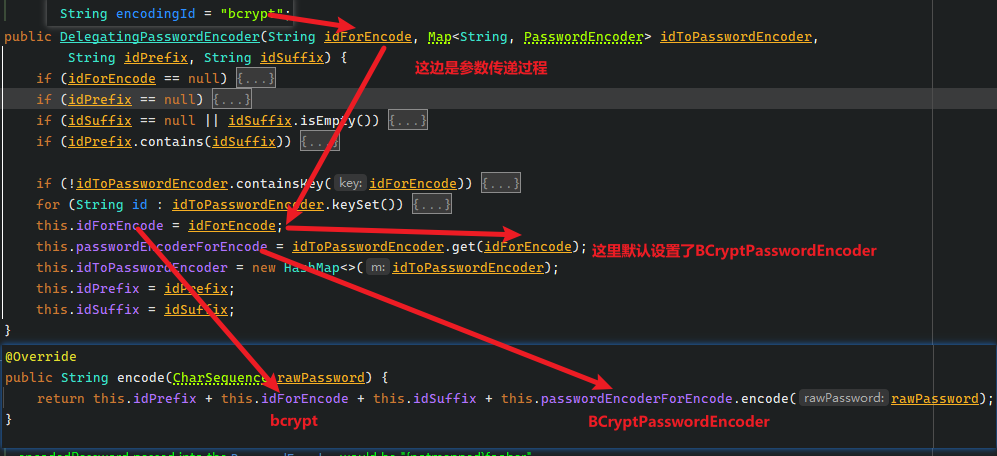 String encodingId = "bcrypt";
public DelegatingPasswordEncoder(String idForEncode, Map<String, PasswordEncoder> idToPasswordEncoder,
String idPrefix, String idSuffix) {
这边是参数传递过程
if (idForEncode == null) {...}
if (idPrefix == null) {...}
if (idSuffix == null || idSuffix.isEmpty()) {...}
if (idPrefix.contains(idSuffix)) {...}
if (!idToPasswordEncoder.containsKey( key: idForEncode)) {...}
for (String id : idToPasswordEncoder.keySet()) {...}
this.idForEncode = idForEncode;
this.passwordEncoderForEncode = idToPasswordEncoder.get(idForEncode);
这里默认设置了BCryptPasswordEncoder
this.idToPasswordEncoder = new HashMap<>( m: idToPasswordEncoder);
this.idPrefix = idPrefix;
this.idSuffix = idSuffix;
}
@Override
public String encode(CharSequence rawPassword) {
return this.idPrefix + this.idForEncode + this.idSuffix + this.passwordEncoderForEncode.encode( rawPassword: rawPassword);
bcrypt
BCryptPasswordEncoder
}